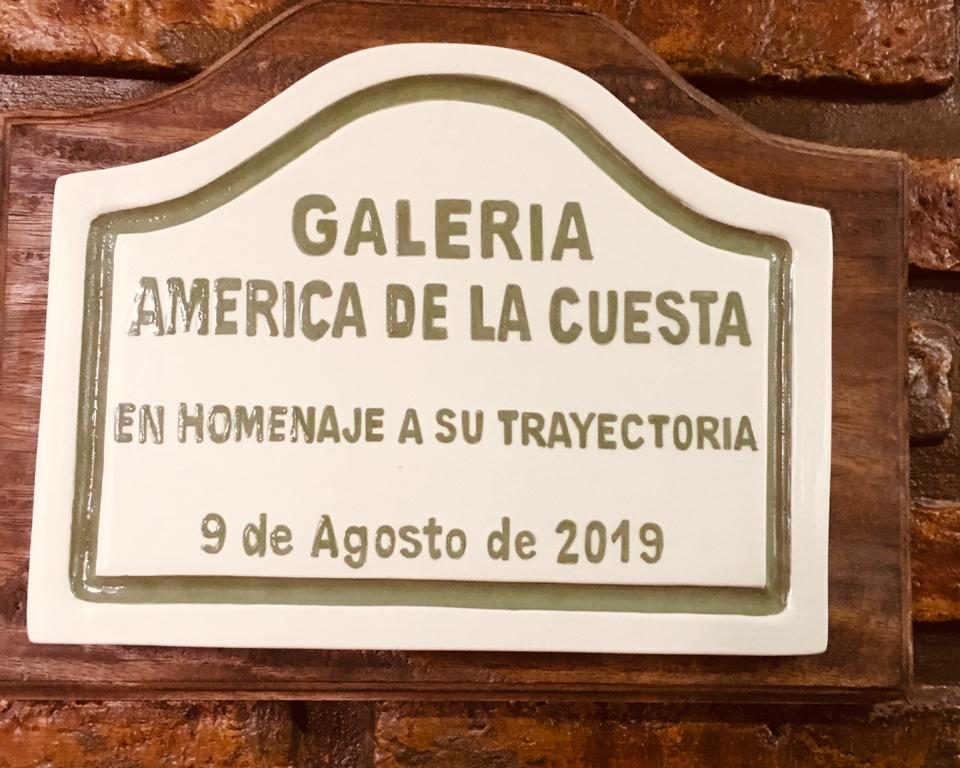 GALERIA
AMERICA DE LA CUESTA
EN HOMENAJE A SU TRAYECTORIA
9 de Agosto de 2019